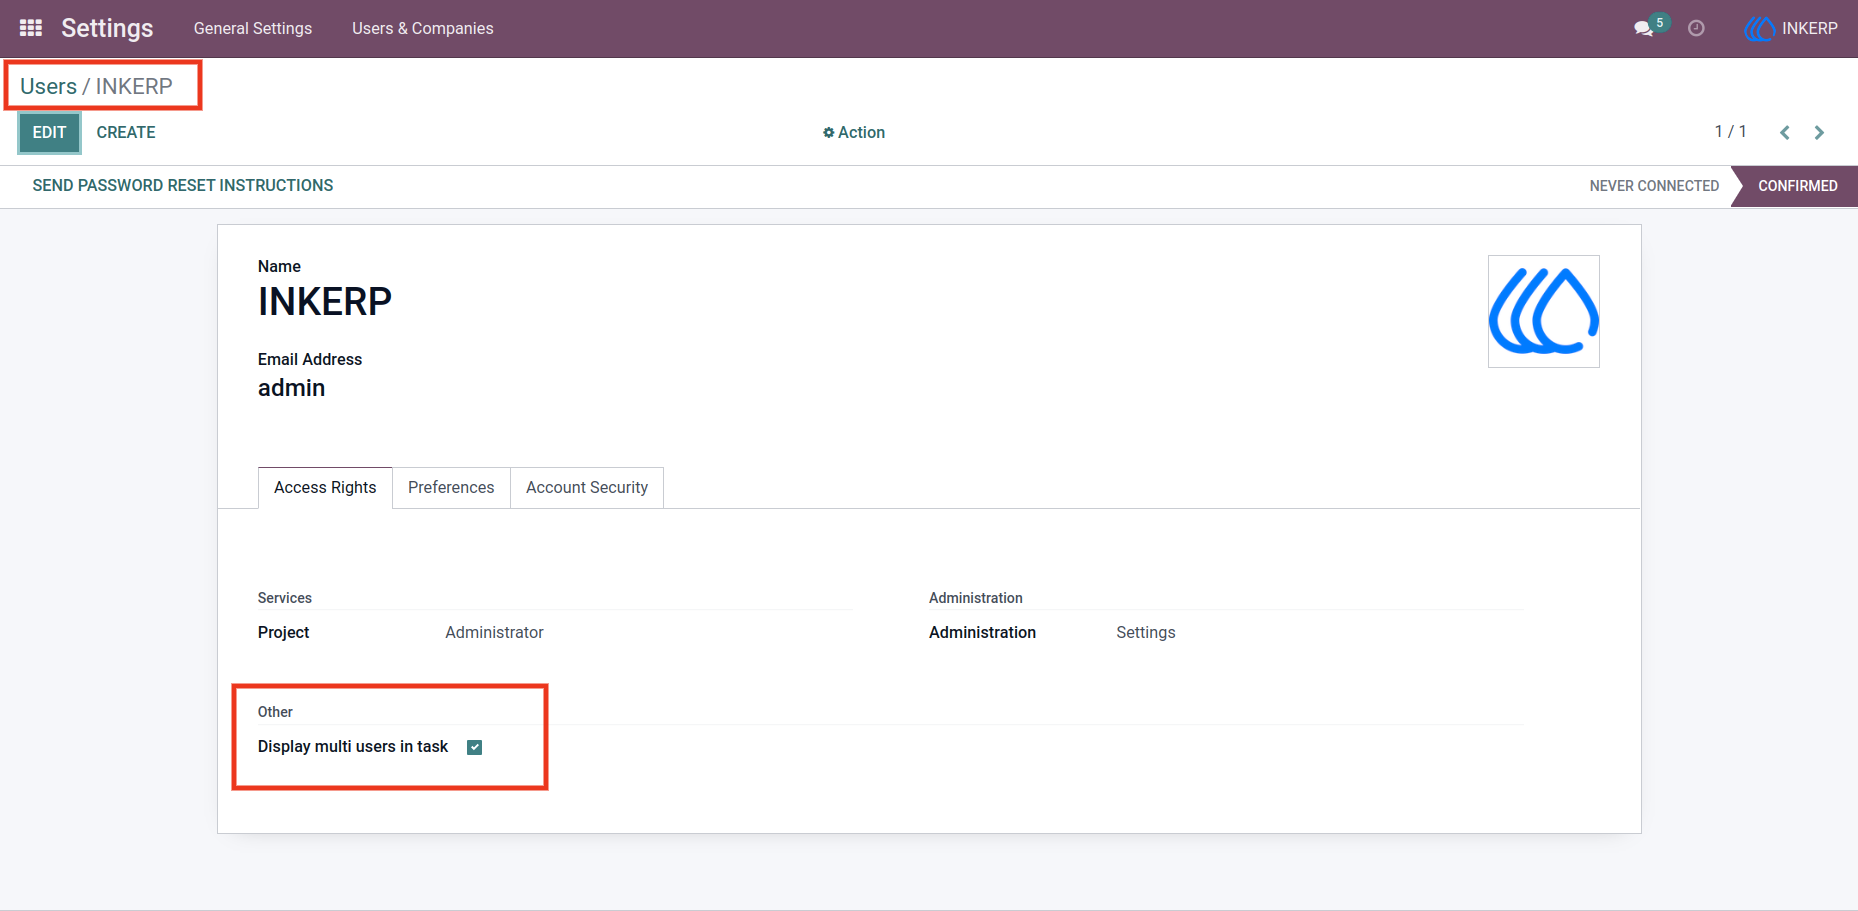 Settings General Settings Users & Companies 5 INKERP
Users / INKERP
EDIT CREATE Action 1 / 1
SEND PASSWORD RESET INSTRUCTIONS NEVER CONNECTED CONFIRMED
Name
INKERP
Email Address
admin
Access Rights Preferences Account Security
Services Administration
Project Administrator Administration Settings
Other
Display multi users in task